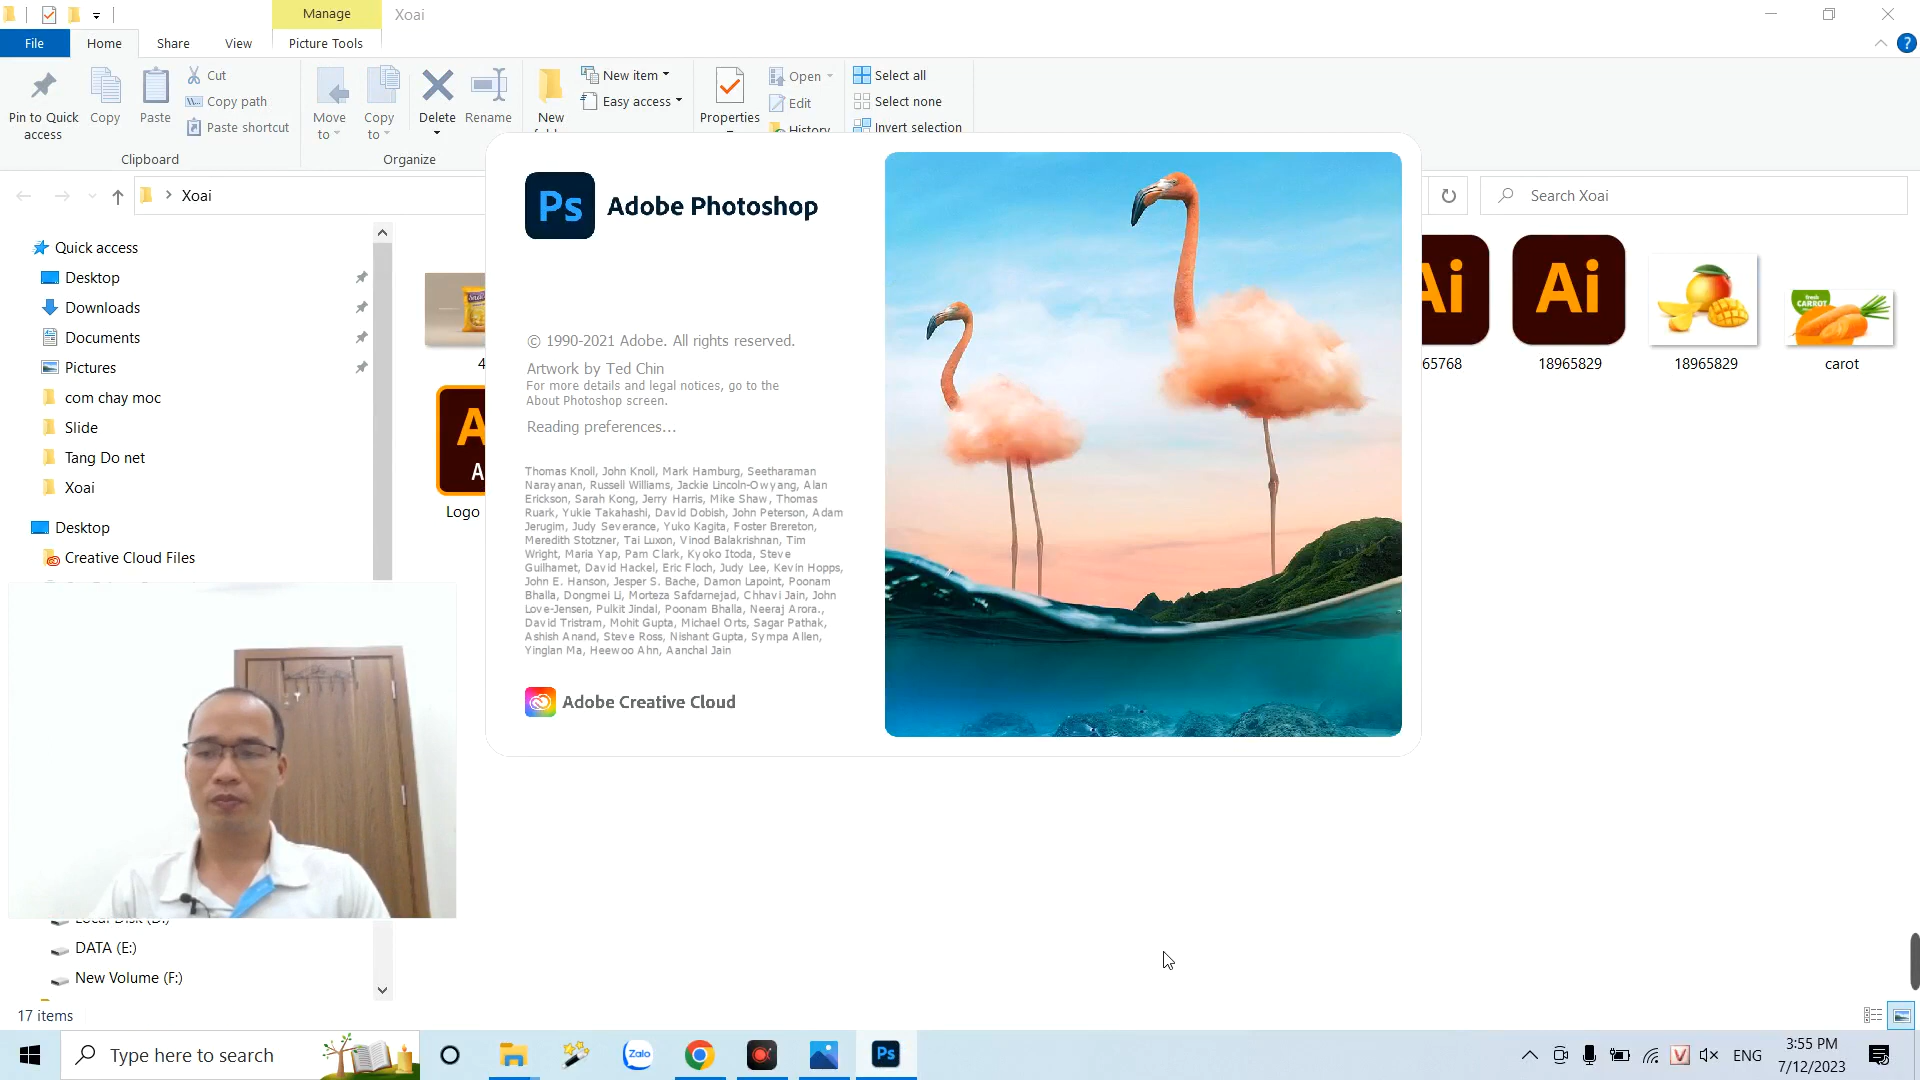 Manage
Xoai
File
Home
Share
View
Picture Tools
Pin to Quick access
Copy
Paste
Cut
Copy path
Paste shortcut
Move to
Copy to
Delete
Rename
New
New item
Easy access
Properties
Open
Edit
History
Select all
Select none
Invert selection
Clipboard
Organize
Xoai
Search Xoai
Quick access
Desktop
Downloads
Documents
Pictures
com chay moc
Slide
Tang Do net
Xoai
Desktop
Creative Cloud Files
DATA (E:)
New Volume (F:)
4
Logo
Ps Adobe Photoshop
© 1990-2021 Adobe. All rights reserved.
Artwork by Ted Chin
For more details and legal notices, go to the
About Photoshop screen.
Reading preferences...
Thomas Knoll, John Knoll, Mark Hamburg, Seetharaman
Narayanan, Russell Williams, Jackie Lincoln-Owyang, Alan
Erickson, Sarah Kong, Jerry Harris, Mike Shaw, Thomas
Ruark, Yukie Takahashi, David Dobish, John Peterson, Adam
Jerugim, Judy Severance, Yuko Kagita, Foster Brereton,
Meredith Stotzner, Tai Luxon, Vinod Balakrishnan, Tim
Wright, Maria Yap, Pam Clark, Kyoko Itoda, Steve
Guilhamet, David Hackel, Eric Floch, Judy Lee, Kevin Hopps,
John E. Hanson, Jesper S. Bache, Damon Lapoint, Poonam
Bhalla, Dongmei Li, Morteza Safdarnejad, Chhavi Jain, John
Love-Jensen, Pulkit Jindal, Poonam Bhalla, Neeraj Arora.,
David Tristram, Mohit Gupta, Michael Orts, Sagar Pathak,
Ashish Anand, Steve Ross, Nishant Gupta, Sympa Allen,
Yinglan Ma, Heewoo Ahn, Aanchal Jain
Adobe Creative Cloud
Ai
Ai
fresh
CARROT
65768
18965829
18965829
carot
17 items
Type here to search
Zalo
Ps
V
ENG
3:55 PM
7/12/2023